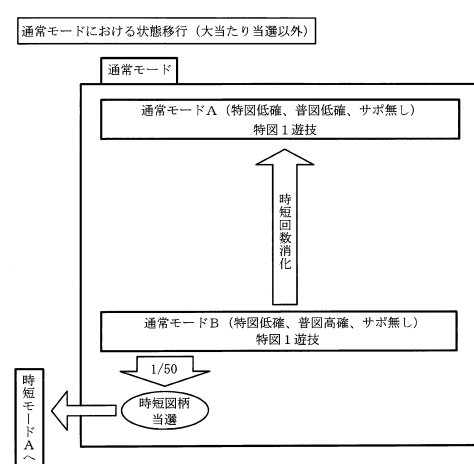 通常モードにおける状態移行（大当たり当選以外）
通常モード
通常モードA（特図低確、普図低確、サポ無し）
特図1遊技
時短回数消化
通常モードB（特図低確、普図高確、サポ無し）
特図1遊技
1/50
時短図柄
当選
時短モードAへ